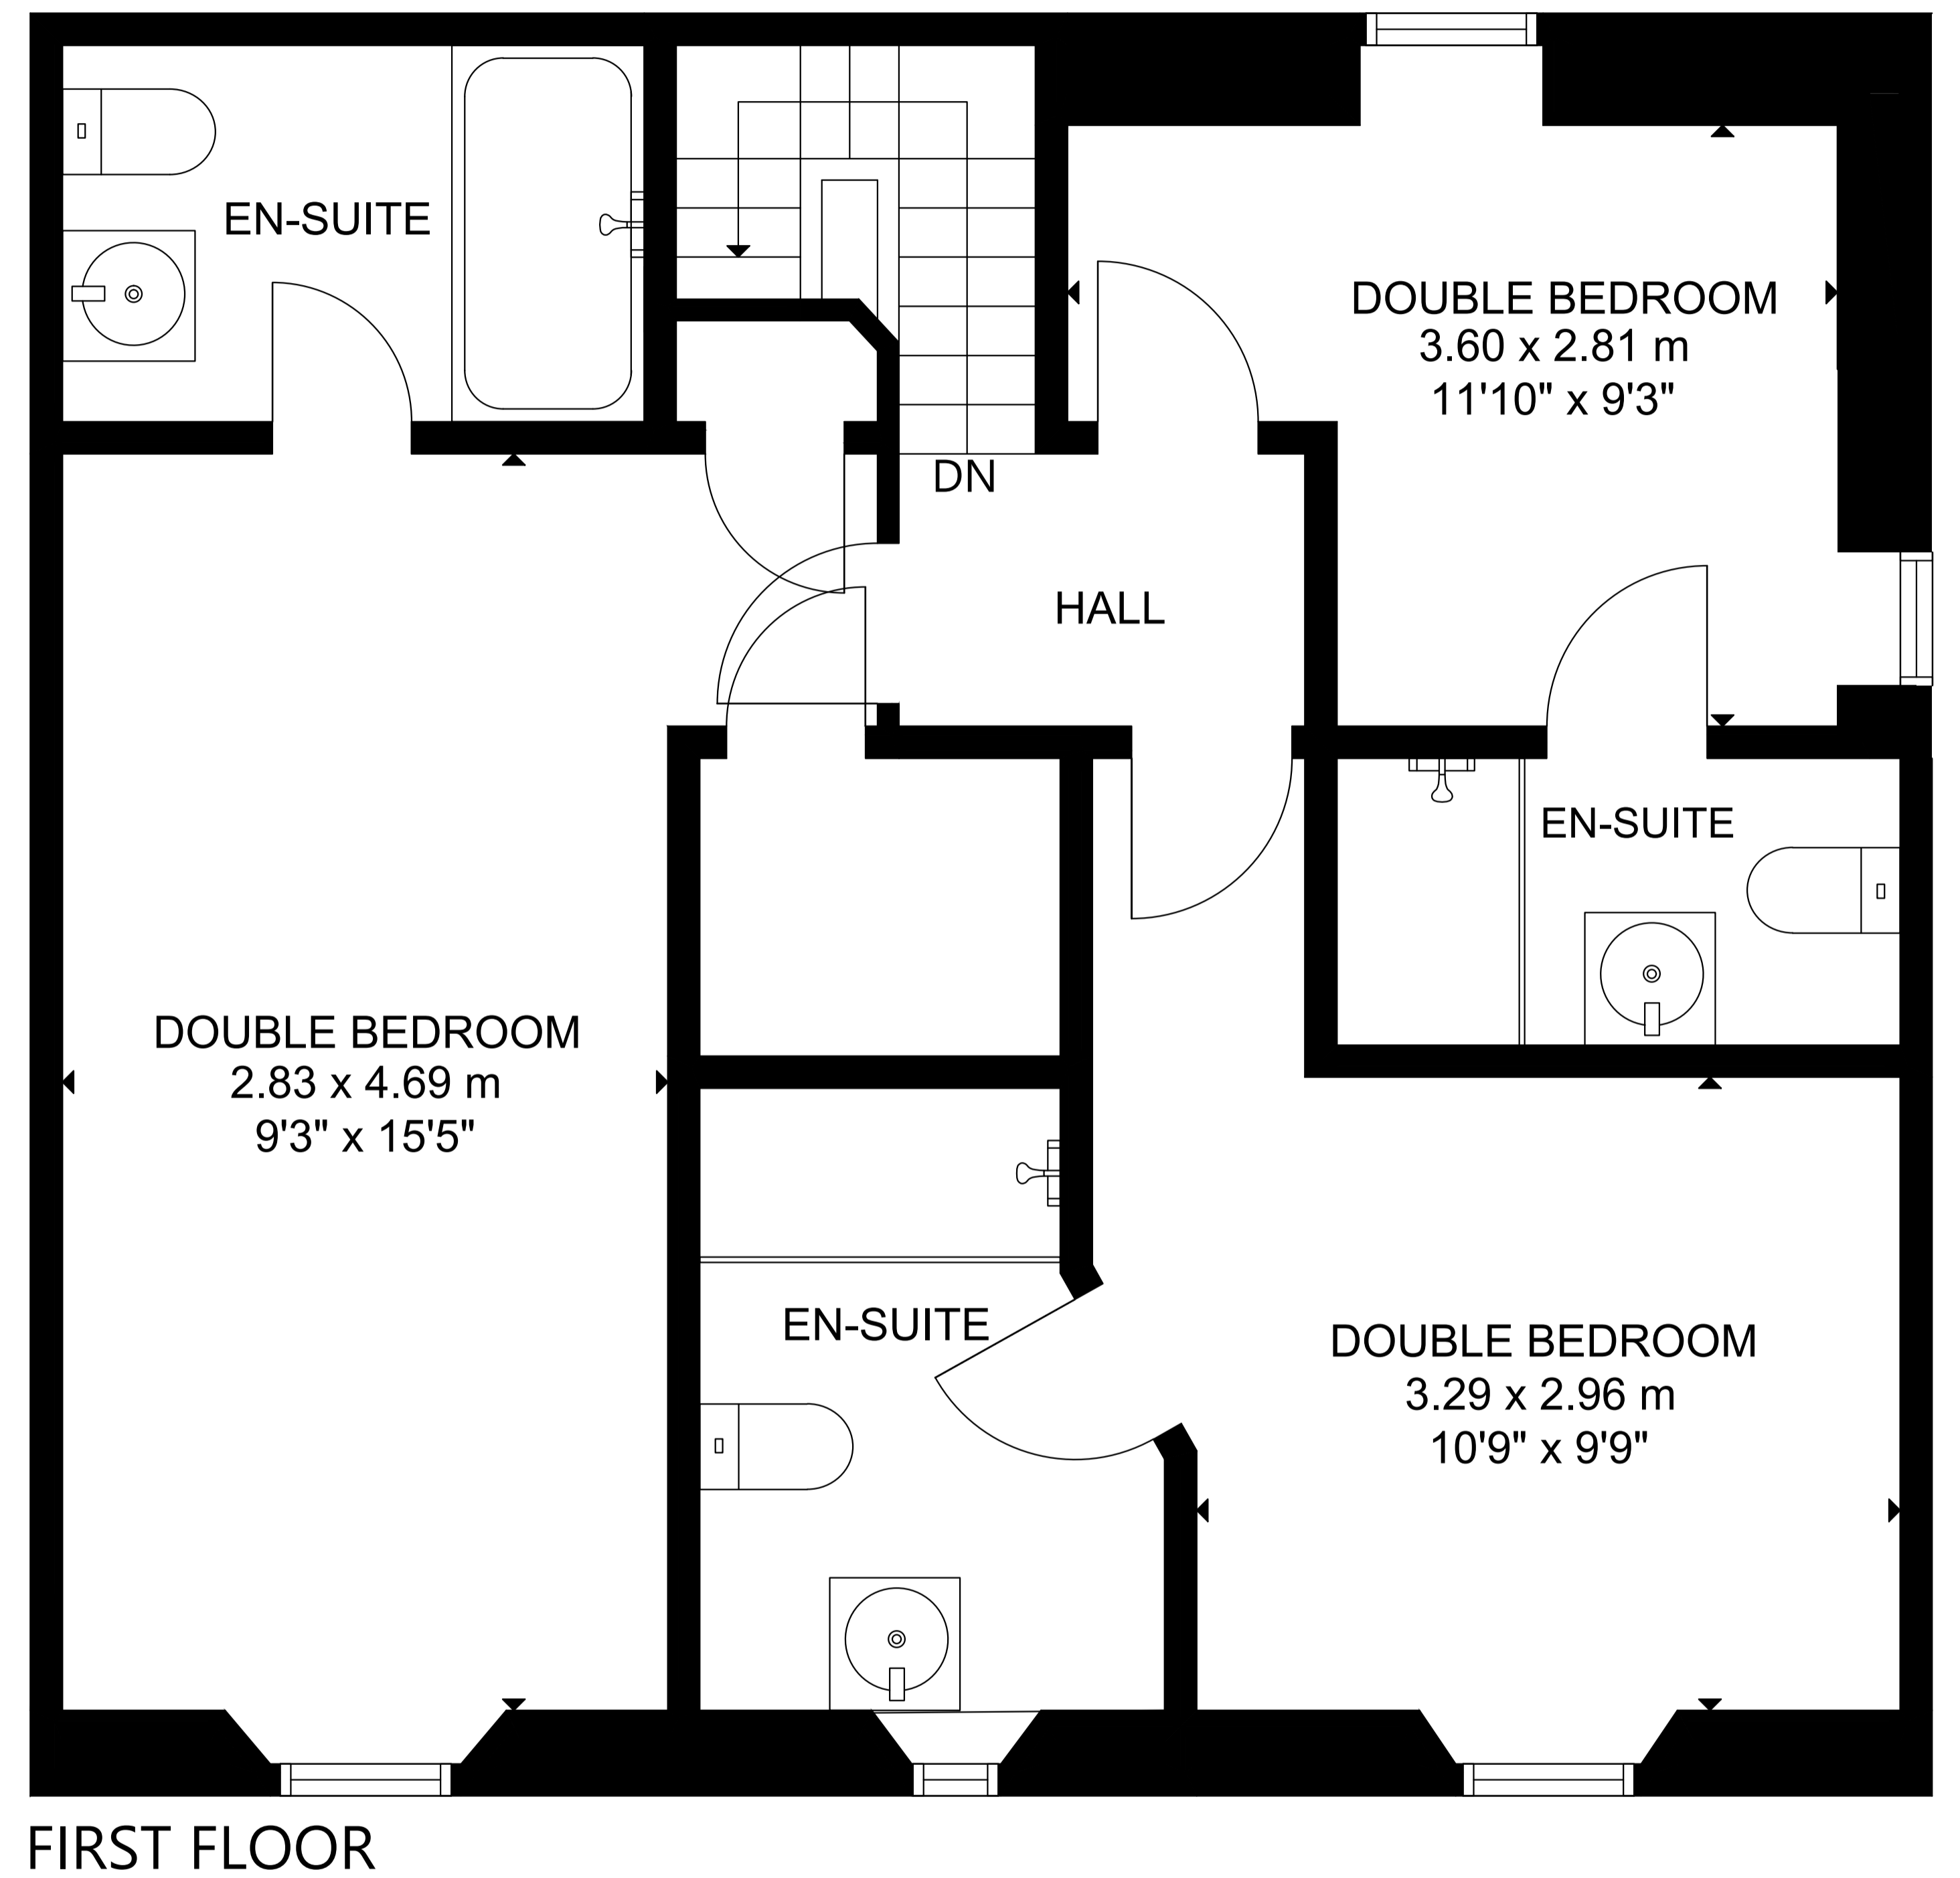 EN-SUITE
DOUBLE BEDROOM
3.60 x 2.81 m
11'10" x 9'3"
DN
HALL
EN-SUITE
DOUBLE BEDROOM
2.83 x 4.69 m
9'3" x 15'5"
EN-SUITE
DOUBLE BEDROOM
3.29 x 2.96 m
10'9" x 9'9"
FIRST FLOOR